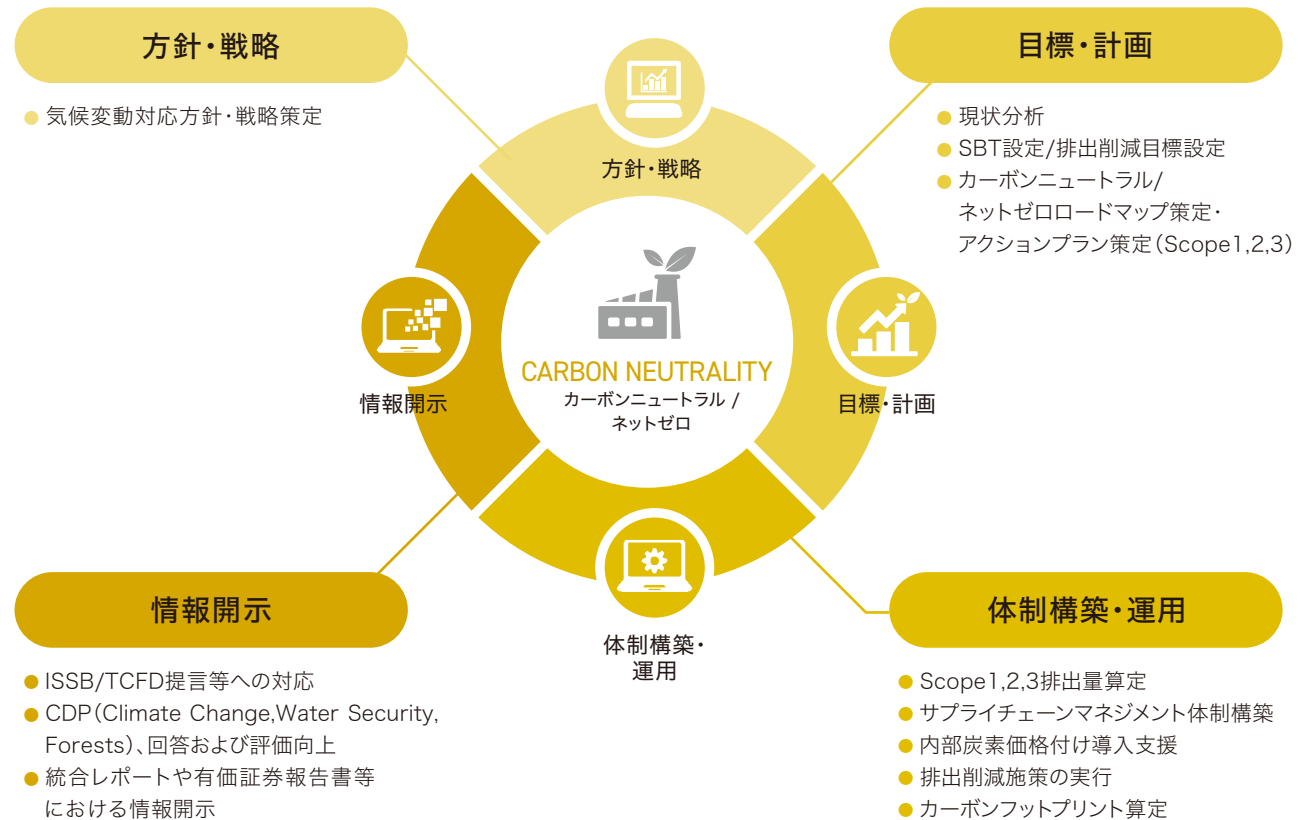 方針・戦略
● 気候変動対応方針・戦略策定
目標・計画
● 現状分析
● SBT設定/排出削減目標設定
● カーボンニュートラル/
ネットゼロロードマップ策定・
アクションプラン策定(Scope1,2,3)
方針・戦略
情報開示
目標・計画
体制構築・
運用
CARBON NEUTRALITY
カーボンニュートラル /
ネットゼロ
情報開示
● ISSB/TCFD提言等への対応
● CDP(Climate Change,Water Security,
Forests)、回答および評価向上
● 統合レポートや有価証券報告書等
における情報開示
体制構築・運用
● Scope1,2,3排出量算定
● サプライチェーンマネジメント体制構築
● 内部炭素価格付け導入支援
● 排出削減施策の実行
● カーボンフットプリント算定